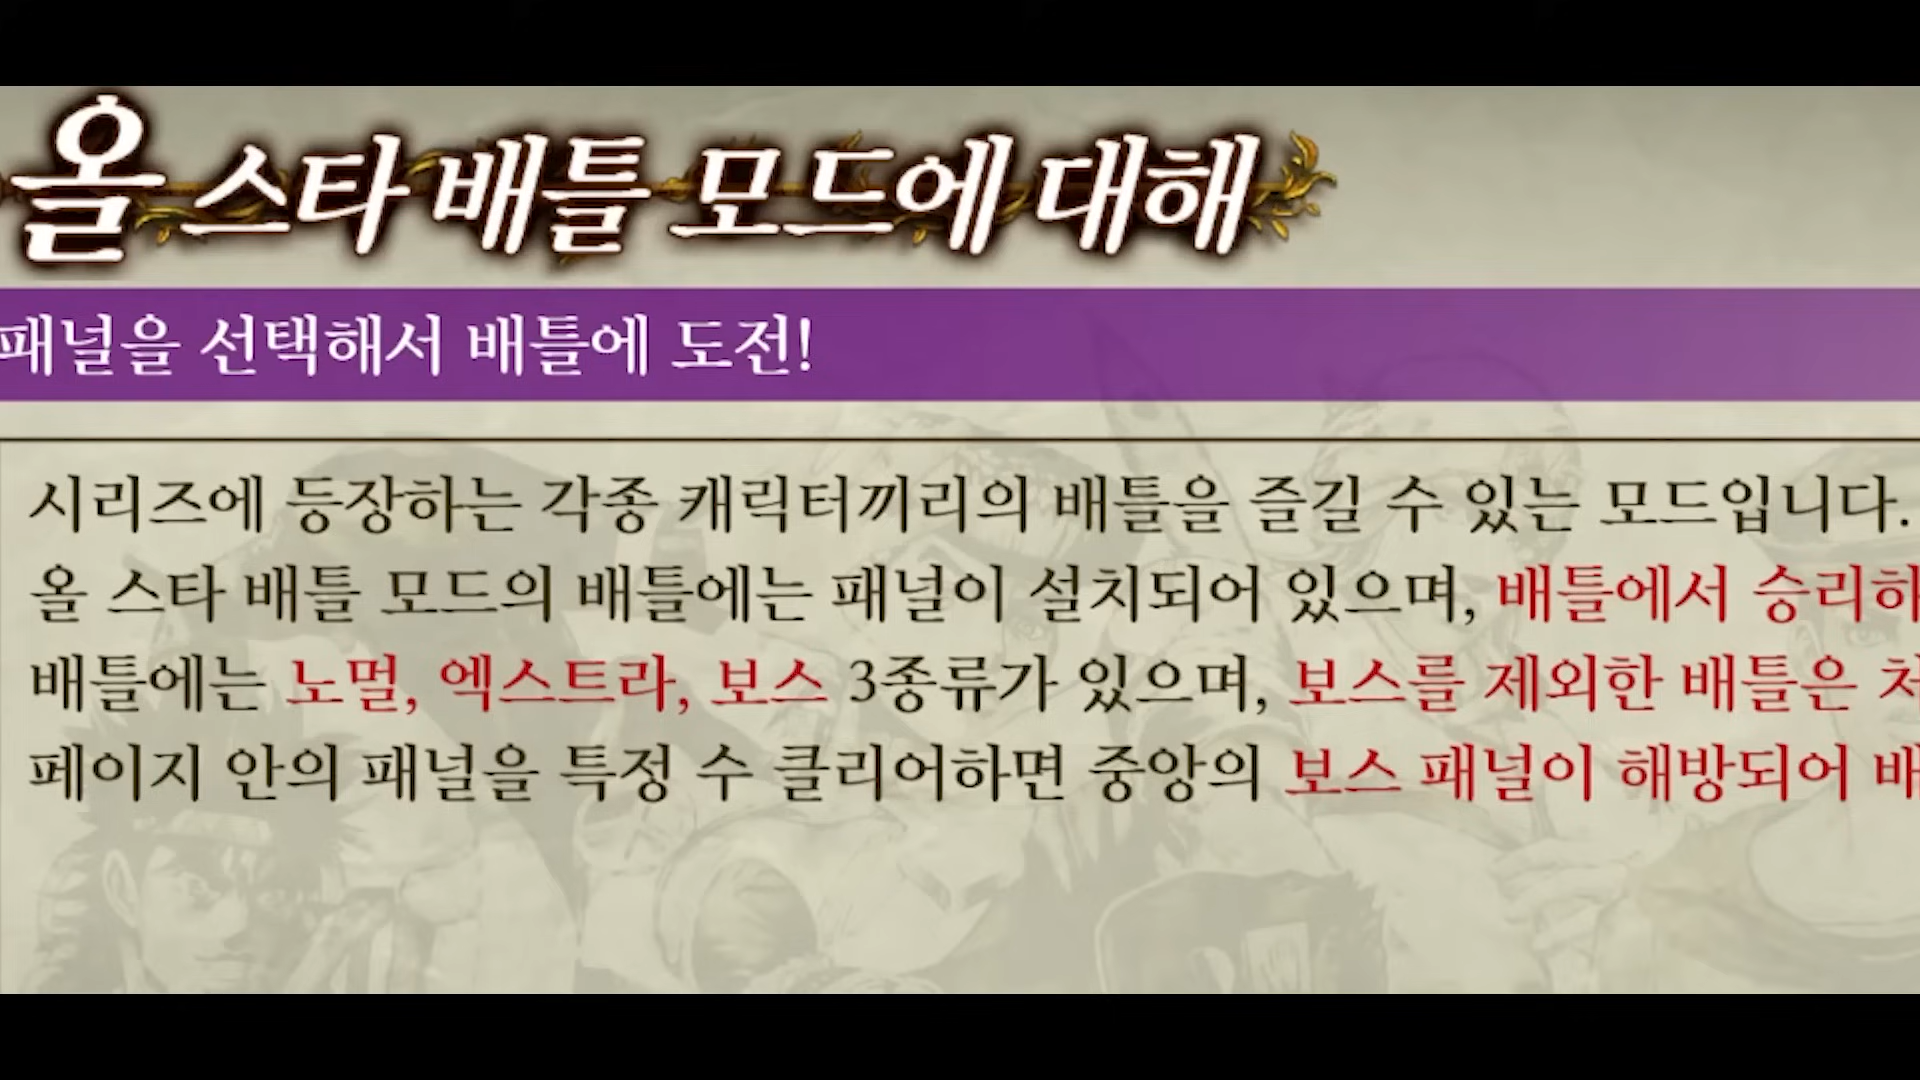 올 스타 배틀 모드에 대해
패널을 선택해서 배틀에 도전!
시리즈에 등장하는 각종 캐릭터끼리의 배틀을 즐길 수 있는 모드입니다.
올 스타 배틀 모드의 배틀에는 패널이 설치되어 있으며, 배틀에서 승리하
배틀에는 노멀, 엑스트라, 보스 3종류가 있으며, 보스를 제외한 배틀은 처
페이지 안의 패널을 특정 수 클리어하면 중앙의 보스 패널이 해방되어 배